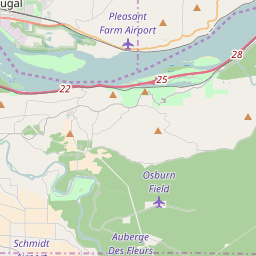 ugal
Pleasant
Farm Airport
28
25
22
Osburn
Field
Schmidt
Auberge
Des Fleurs